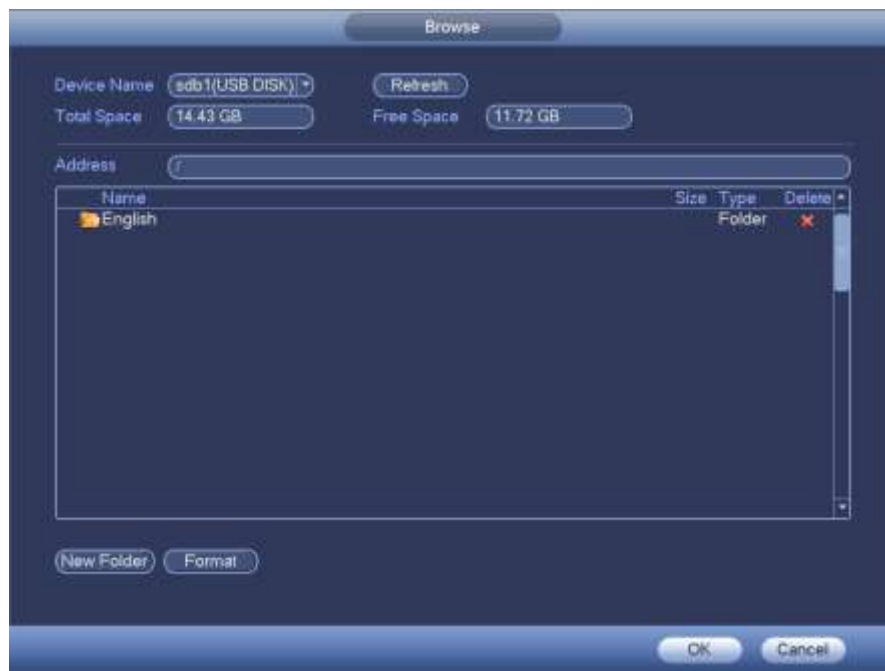 Browse
Device Name sdb1(USB DISK) Refresh
Total Space 14.43 GB Free Space 11.72 GB
Address /
Name Size Type Delete
English Folder
New Folder Format
OK Cancel